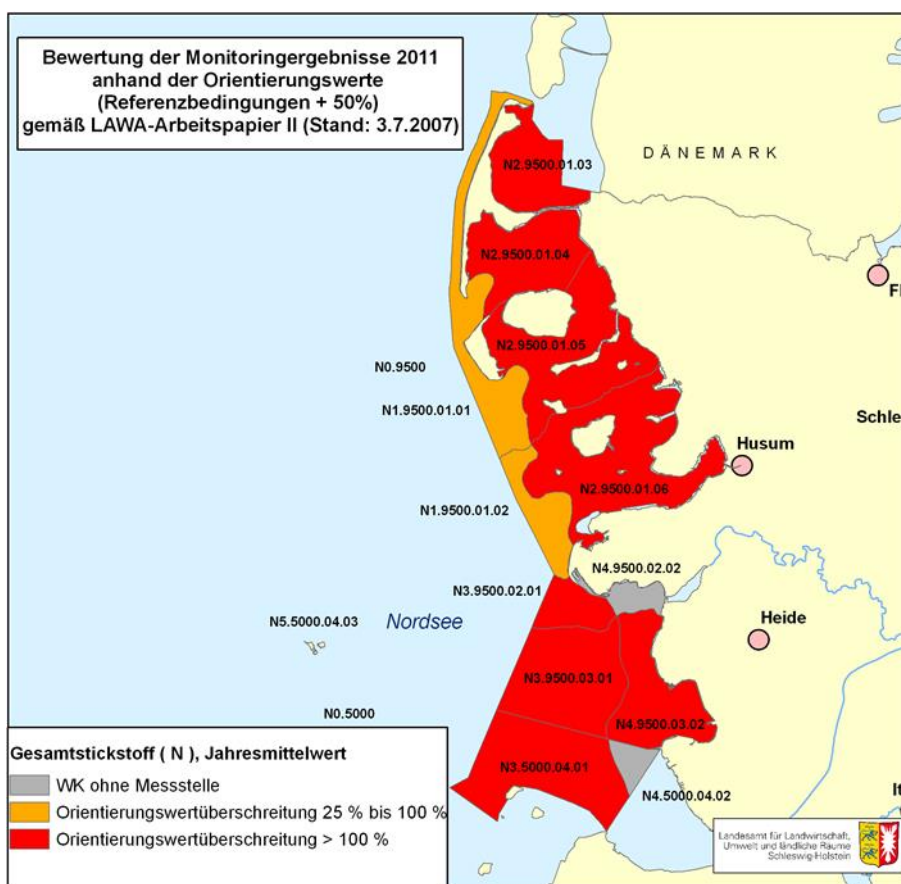 Bewertung der Monitoringergebnisse 2011
anhand der Orientierungswerte
(Referenzbedingungen + 50%)
gemäß LAWA-Arbeitspapier II (Stand: 3.7.2007)
DÄNEMARK
N2.9500.01.03
N2.9500.01.04
Fl
N2.9500.01.05
N0.9500
N1.9500.01.01
Schle
Husum
N2.9500.01.06
N1.9500.01.02
N4.9500.02.02
N3.9500.02.01
N5.5000.04.03
Nordsee
Heide
N3.9500.03.01
N0.5000
N4.9500.03.02
Gesamtstickstoff ( N ), Jahresmittelwert
WK ohne Messstelle
Orientierungswertüberschreitung 25 % bis 100 %
Orientierungswertüberschreitung > 100 %
N3.5000.04.01
N4.5000.04.02
It
Landesamt für Landwirtschaft,
Umwelt und ländliche Räume
Schleswig-Holstein